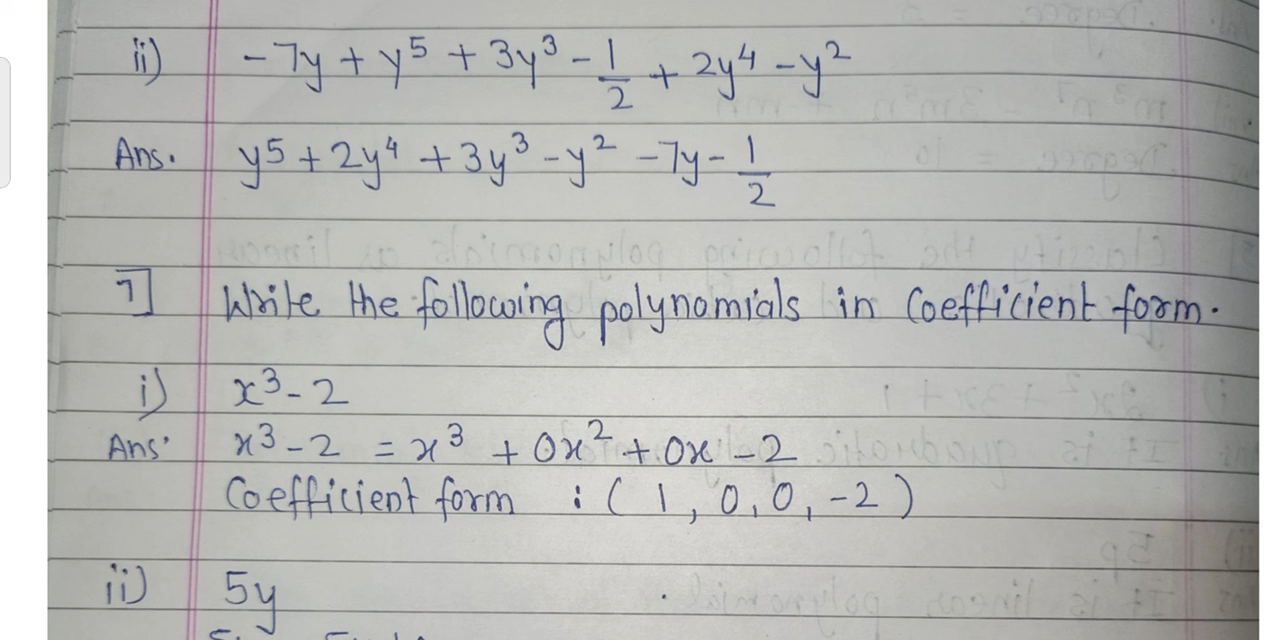 ii) -7y + y⁵ + 3y³ - 1/2 + 2y⁴ - y²
Ans. y⁵ + 2y⁴ + 3y³ - y² - 7y - 1/2
7] Write the following polynomials in Coefficient form.
i) x³ - 2
Ans. x³ - 2 = x³ + 0x² + 0x - 2
Coefficient form : ( 1, 0, 0, -2 )
ii) 5y